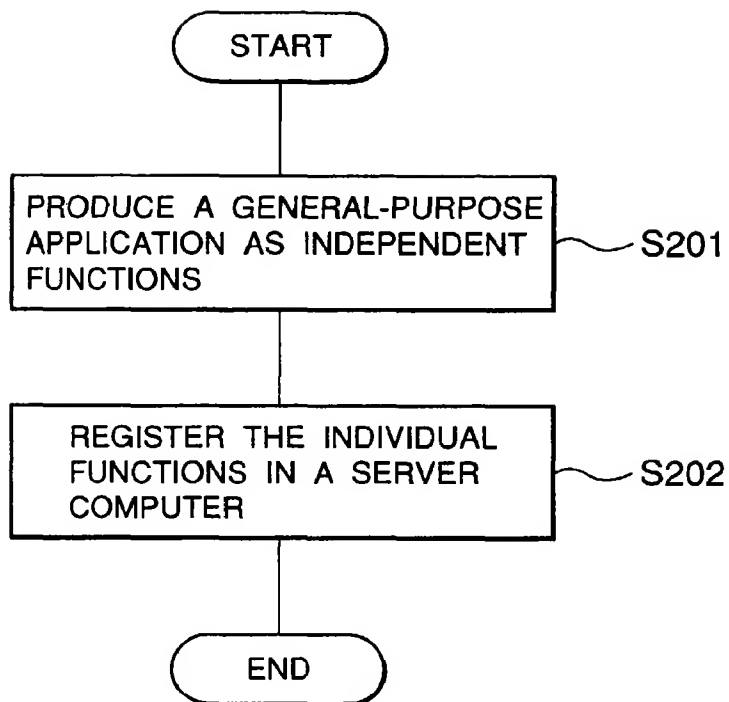 START
PRODUCE A GENERAL-PURPOSE
APPLICATION AS INDEPENDENT
FUNCTIONS
S201
REGISTER THE INDIVIDUAL
FUNCTIONS IN A SERVER
COMPUTER
S202
END